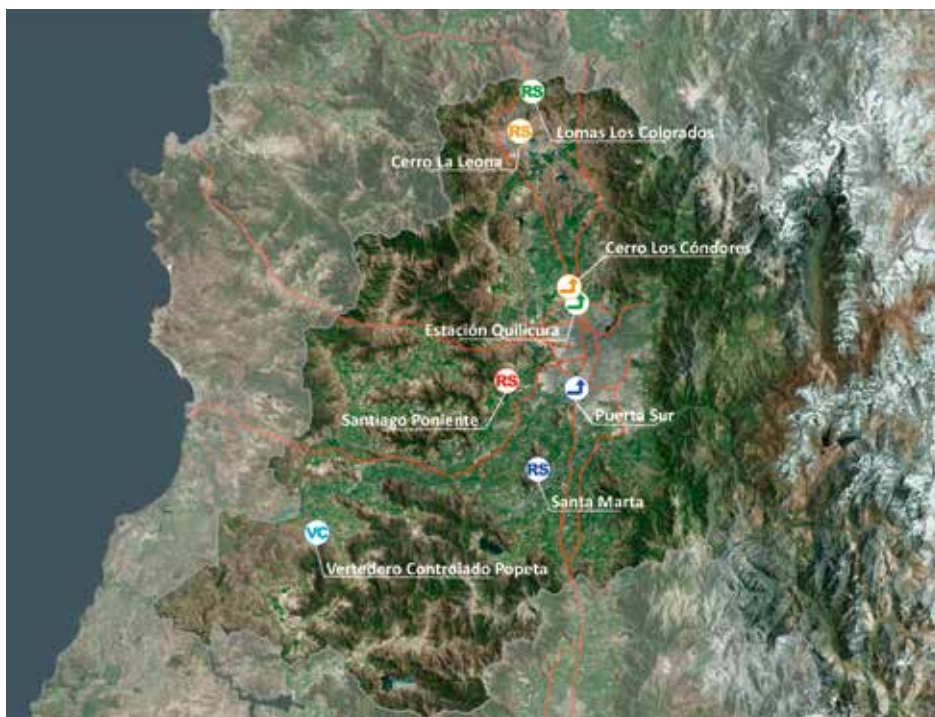 RS
Lomas Los Colorados
RS
Cerro La Leona
Cerro Los Cóndores
Estación Quilicura
RS
Santiago Poniente
Puerta Sur
RS
Santa Marta
VC
Vertedero Controlado Popeta